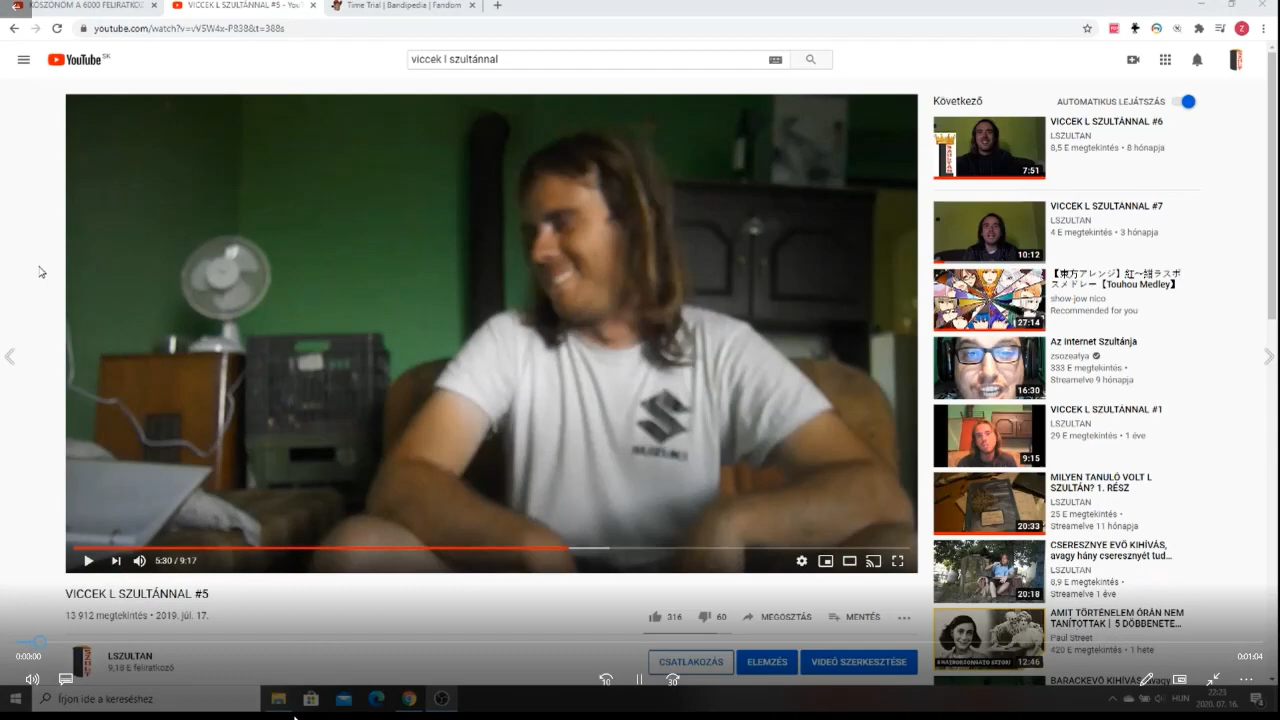 KÖSZÖNÖM A 6000 FELIRATKOZ
VICCEK L SZULTÁNNAL #5 - YouT
Time Trial | Bandipedia | Fandom
youtube.com/watch?v=vV5W4x-P838&t=388s
YouTube SK
viccek l szultánnal
SUZUKI
5:30 / 9:17
VICCEK L SZULTÁNNAL #5
13 912 megtekintés • 2019. júl. 17.
316
60
MEGOSZTÁS
MENTÉS
LSZULTAN
9,18 E feliratkozó
CSATLAKOZÁS
ELEMZÉS
VIDEÓ SZERKESZTÉSE
Következő
AUTOMATIKUS LEJÁTSZÁS
VICCEK L SZULTÁNNAL #6
LSZULTAN
8,5 E megtekintés • 8 hónapja
7:51
VICCEK L SZULTÁNNAL #7
LSZULTAN
4 E megtekintés • 3 hónapja
10:12
【東方アレンジ】紅〜紺ラスボ
スメドレー【Touhou Medley】
show-jow nico
Recommended for you
27:14
Az Internet Szultánja
zsozeatya
333 E megtekintés •
Streamelve 9 hónapja
16:30
VICCEK L SZULTÁNNAL #1
LSZULTAN
29 E megtekintés • 1 éve
9:15
MILYEN TANULÓ VOLT L
SZULTÁN? 1. RÉSZ
LSZULTAN
25 E megtekintés •
Streamelve 11 hónapja
20:33
CSERESZNYE EVŐ KIHÍVÁS,
avagy hány cseresznyét tud...
LSZULTAN
8,9 E megtekintés •
Streamelve 1 éve
20:18
AMIT TÖRTÉNELEM ÓRÁN NEM
TANÍTOTTAK | 5 DÖBBENETE...
Paul Street
420 E megtekintés • 1 hete
12:46
A HÁTBORZONGATÓ SZTORI
BARACKEVŐ KIHÍVÁS, avagy
0:00:00
0:01:04
10
30
Írjon ide a kereséshez
HUN
22:23
2020. 07. 16.